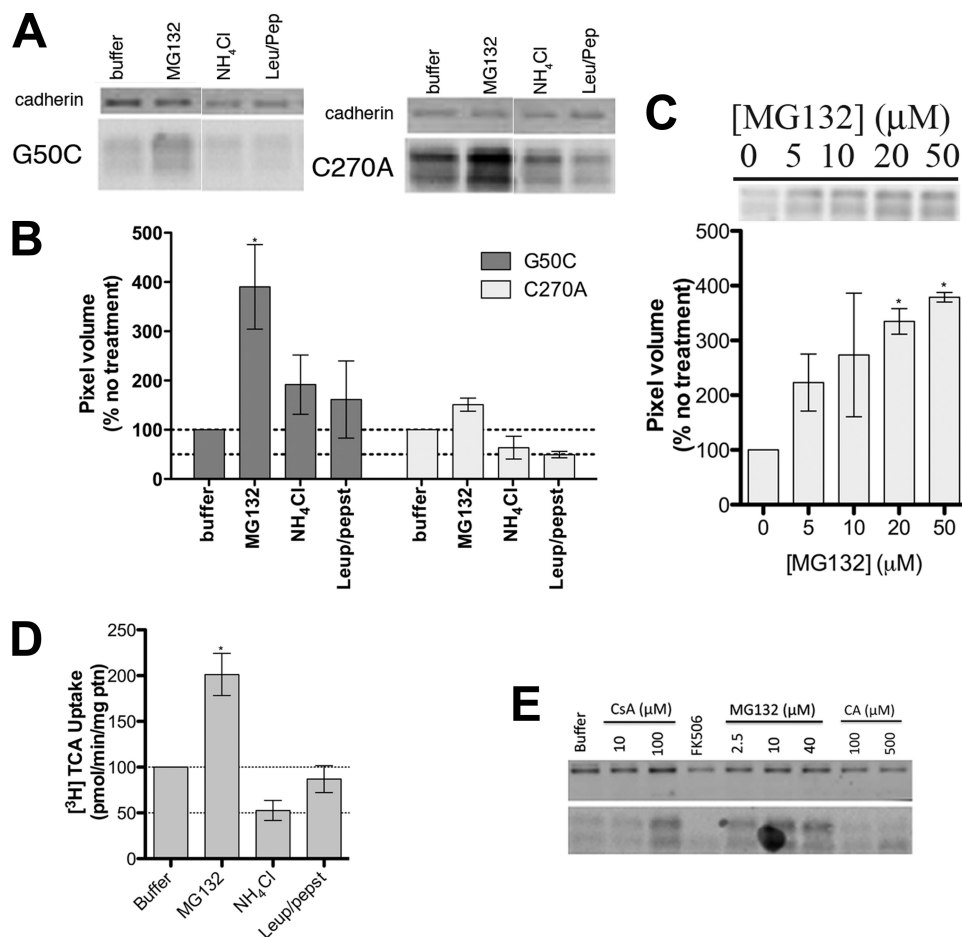 A
buffer
MG132
NH4Cl
Leu/Pep
cadherin
G50C
buffer
MG132
NH4Cl
Leu/Pep
cadherin
C270A
B
Pixel volume
(% no treatment)
500
400
300
200
100
0
*
G50C
C270A
buffer
MG132
NH4Cl
Leup/pepst
buffer
MG132
NH4Cl
Leup/pepst
C
[MG132] (μM)
0 5 10 20 50
Pixel volume
(% no treatment)
500
400
300
200
100
0
* *
0 5 10 20 50
[MG132] (μM)
D
[3H] TCA Uptake
(pmol/min/mg ptn)
250
200
150
100
50
0
*
Buffer
MG132
NH4Cl
Leup/pepst
E
Buffer
CsA (μM)
10 100
FK506
MG132 (μM)
2.5 10 40
CA (μM)
100 500